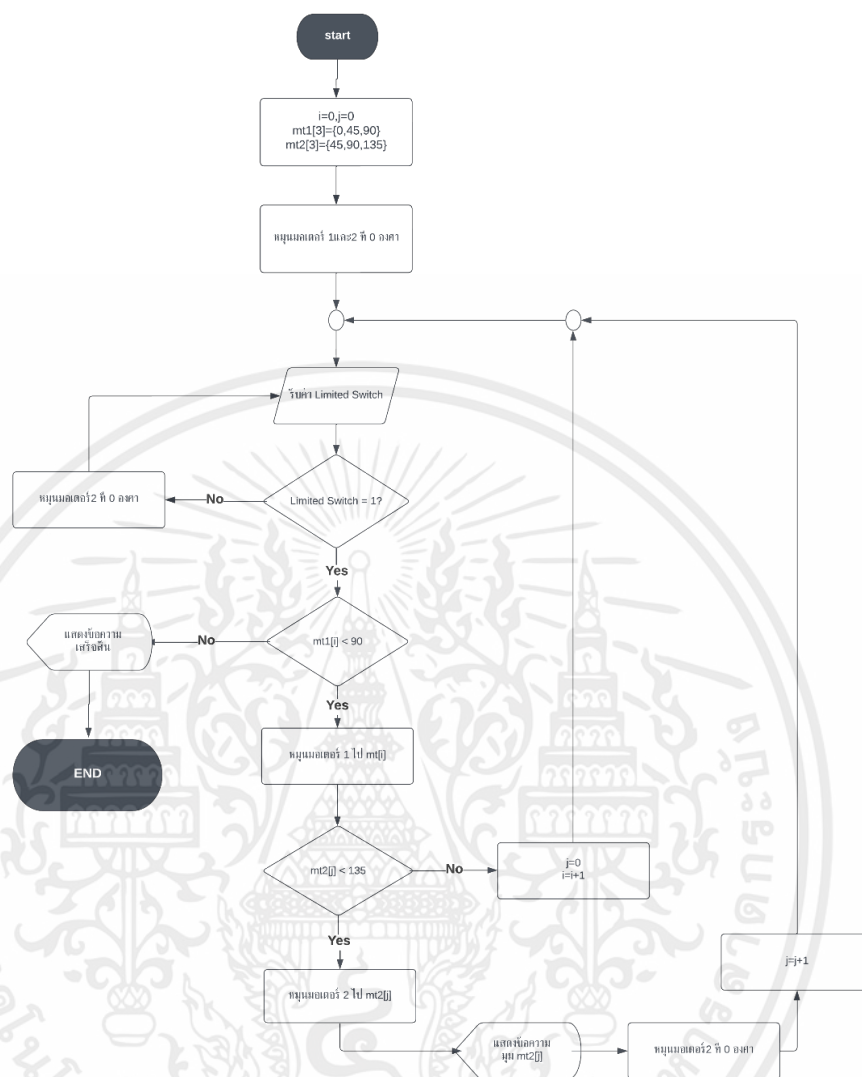 start
i=0,j=0
mt1[3]={0,45,90}
mt2[3]={45,90,135}
หมุนมอเตอร์ 1และ2 ที่ 0 องศา
รับค่า Limited Switch
หมุนมอเตอร์2 ที่ 0 องศา
No
Limited Switch = 1?
Yes
แสดงข้อความ
เสร็จสิ้น
No
mt1[i] < 90
Yes
หมุนมอเตอร์ 1 ไป mt[i]
END
mt2[j] < 135
No
j=0
i=i+1
Yes
หมุนมอเตอร์ 2 ไป mt2[j]
j=j+1
แสดงข้อความ
มุม mt2[j]
หมุนมอเตอร์2 ที่ 0 องศา